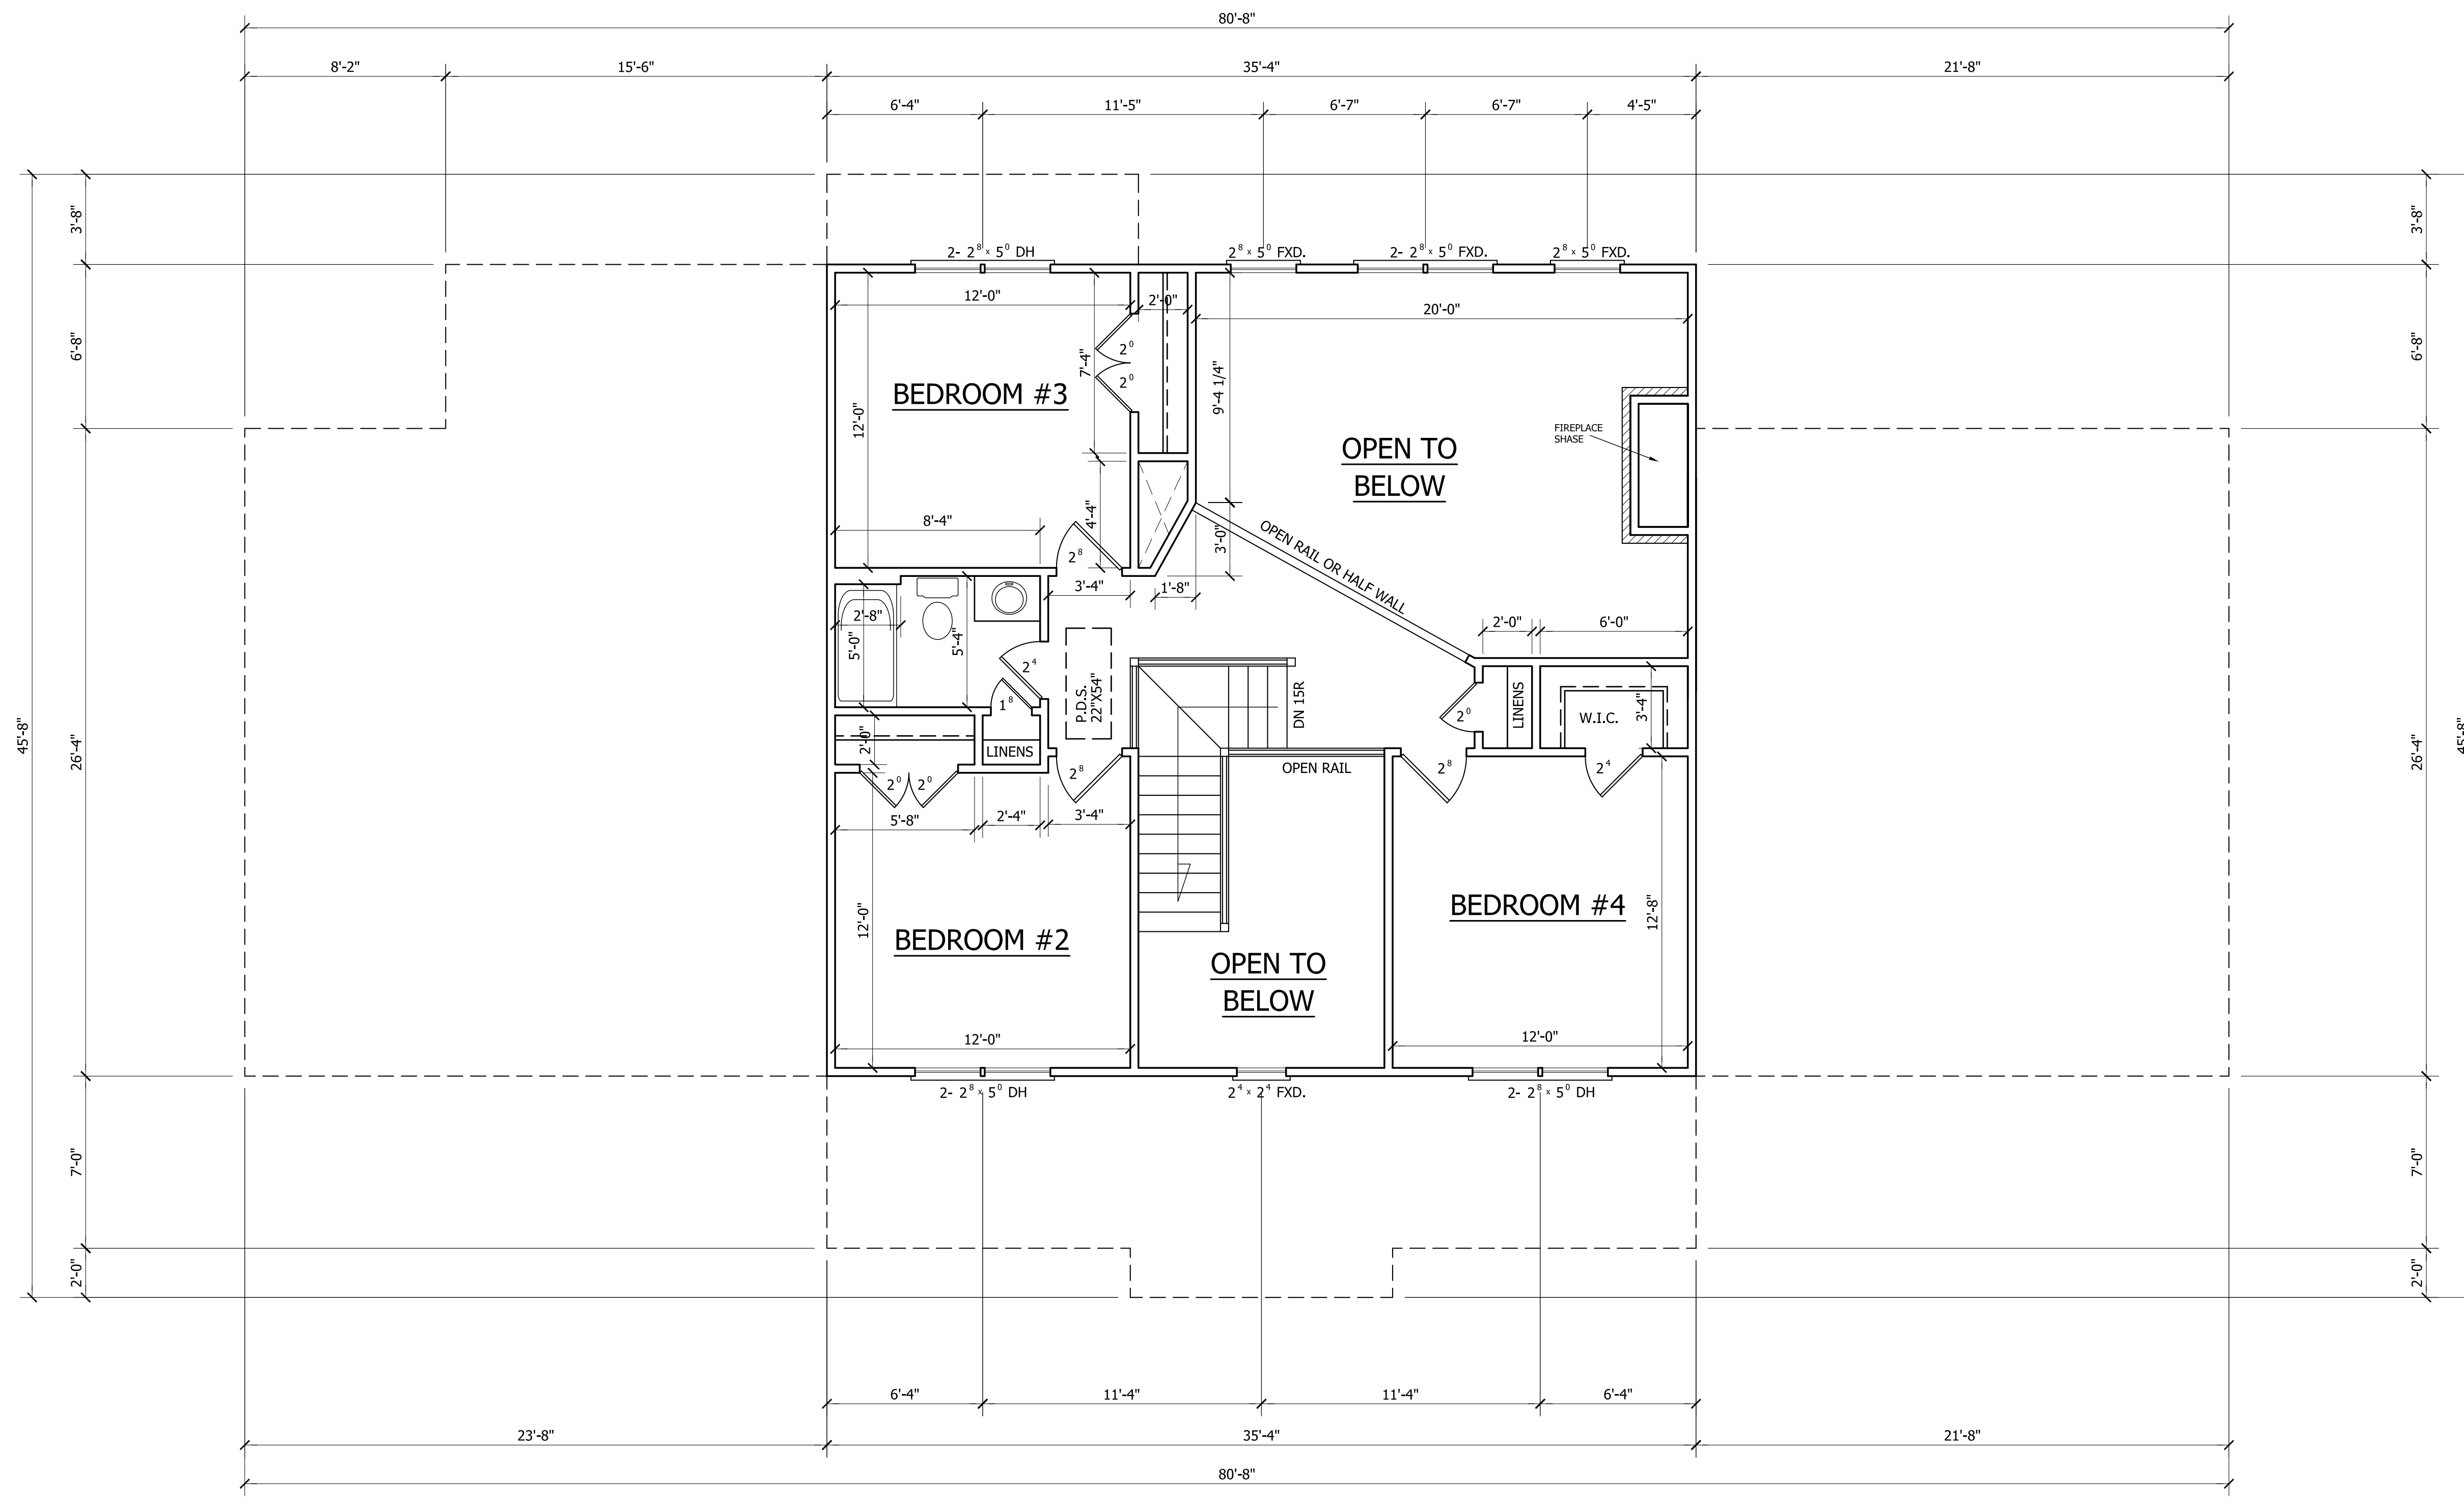 80'-8"
8'-2" 15'-6" 35'-4" 21'-8"
6'-4" 11'-5" 6'-7" 6'-7" 4'-5"
3'-8" 3'-8"
2- 2⁸ x 5⁰ DH 2⁸ x 5⁰ FXD. 2- 2⁸ x 5⁰ FXD. 2⁸ x 5⁰ FXD.
12'-0" 2'-0" 20'-0"
6'-8" 6'-8"
2⁰
7'-4"
2⁰
9'-4 1/4"
BEDROOM #3
12'-0"
FIREPLACE
SHASE
OPEN TO
BELOW
8'-4" 4'-4"
3'-0"
OPEN RAIL OR HALF WALL
2⁸
3'-4" 1'-8"
2'-8"
5'-0" 5'-4"
2'-0" 6'-0"
2⁴
P.D.S.
22"X54"
DN 15R
1⁸
LINENS
W.I.C.
3'-4"
2⁰
45'-8" 26'-4" 26'-4" 45'-8"
2'-0"
LINENS
OPEN RAIL
2⁸ 2⁸ 2⁴
2⁰ 2⁰
5'-8" 2'-4" 3'-4"
12'-0"
BEDROOM #2
BEDROOM #4
12'-8"
OPEN TO
BELOW
12'-0" 12'-0"
2- 2⁸ x 5⁰ DH 2⁴ x 2⁴ FXD. 2- 2⁸ x 5⁰ DH
7'-0" 7'-0"
2'-0" 2'-0"
6'-4" 11'-4" 11'-4" 6'-4"
23'-8" 35'-4" 21'-8"
80'-8"